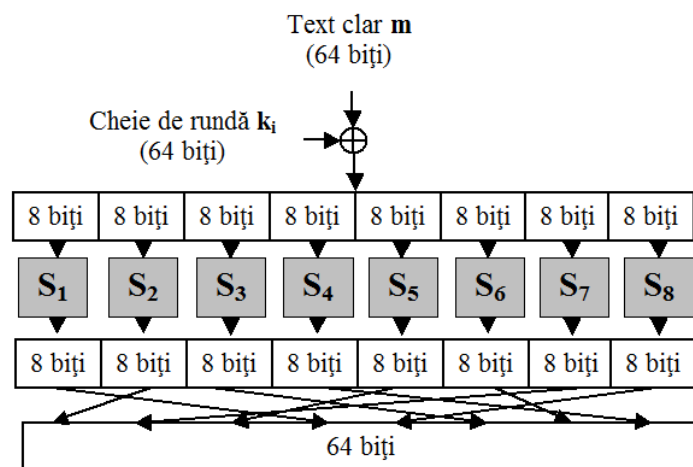 Text clar m
(64 biţi)
Cheie de rundă ki
(64 biţi)
8 biţi 8 biţi 8 biţi 8 biţi 8 biţi 8 biţi 8 biţi 8 biţi
S1 S2 S3 S4 S5 S6 S7 S8
8 biţi 8 biţi 8 biţi 8 biţi 8 biţi 8 biţi 8 biţi 8 biţi
64 biţi